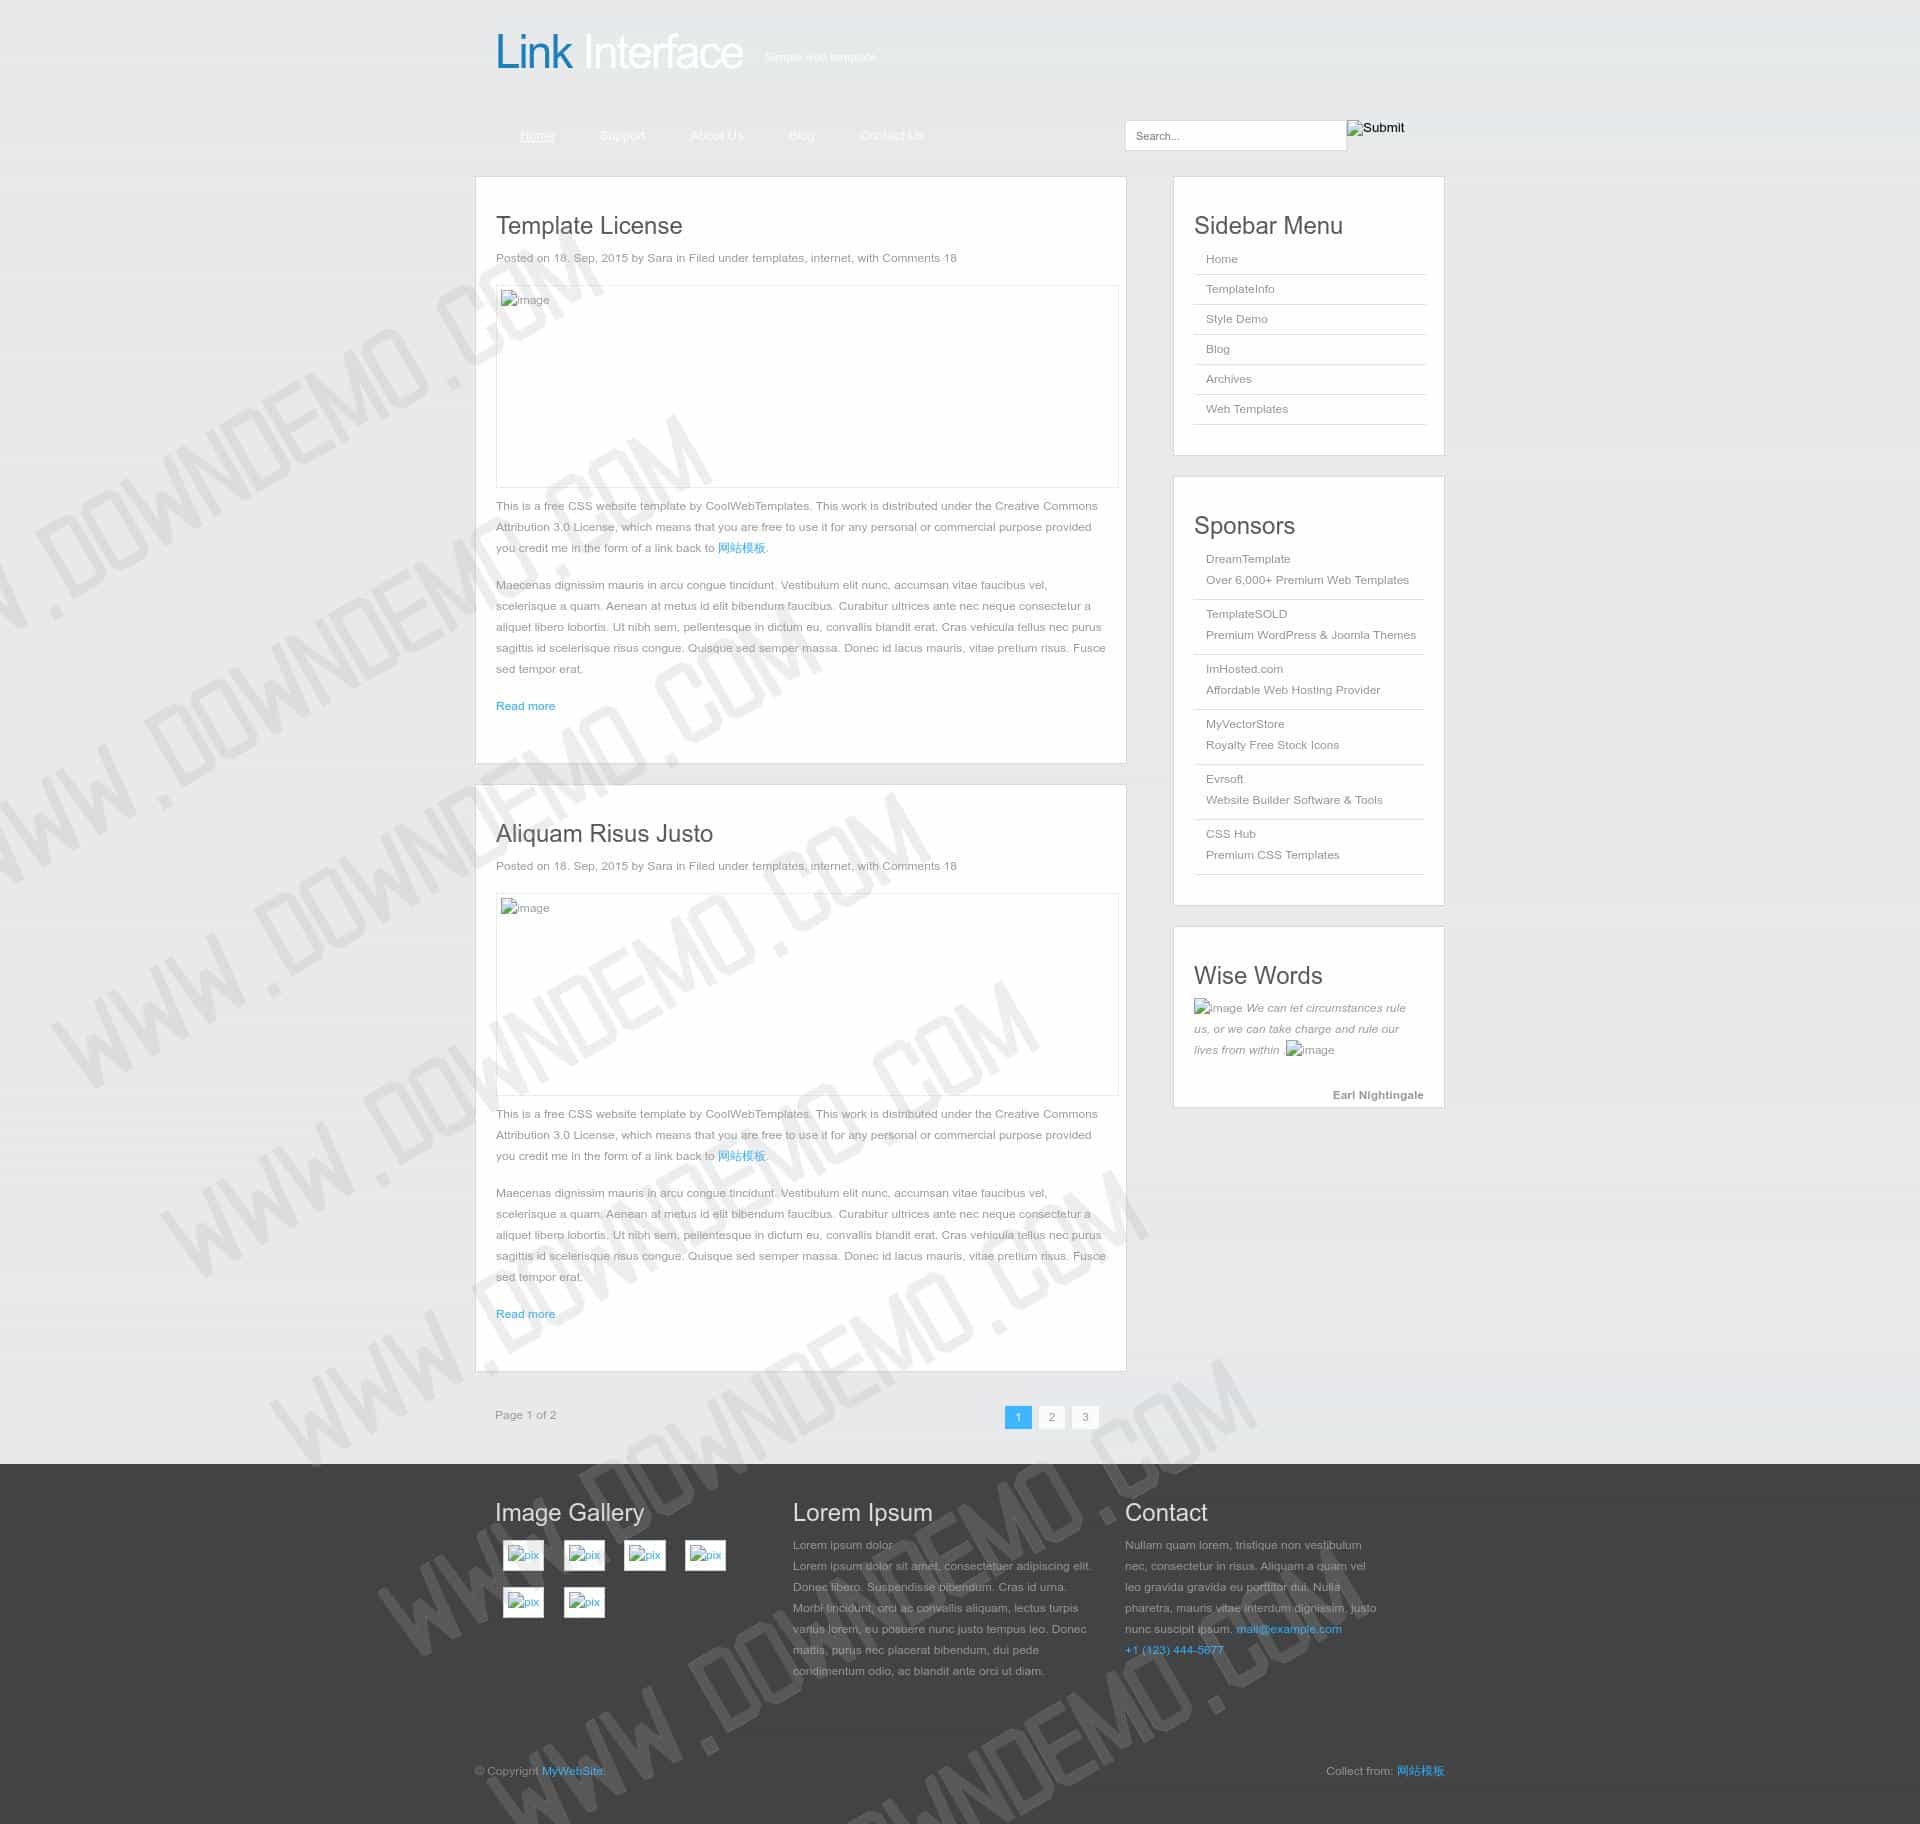 Link Interface Simple web template
Home Support About Us Blog Contact Us
Search...
Submit
Template License
Posted on 18. Sep, 2015 by Sara in Filed under templates, internet, with Comments 18
image
This is a free CSS website template by CoolWebTemplates. This work is distributed under the Creative Commons
Attribution 3.0 License, which means that you are free to use it for any personal or commercial purpose provided
you credit me in the form of a link back to 网站模板.
Maecenas dignissim mauris in arcu congue tincidunt. Vestibulum elit nunc, accumsan vitae faucibus vel,
scelerisque a quam. Aenean at metus id elit bibendum faucibus. Curabitur ultrices ante nec neque consectetur a
aliquet libero lobortis. Ut nibh sem, pellentesque in dictum eu, convallis blandit erat. Cras vehicula tellus nec purus
sagittis id scelerisque risus congue. Quisque sed semper massa. Donec id lacus mauris, vitae pretium risus. Fusce
sed tempor erat.
Read more
Aliquam Risus Justo
Posted on 18. Sep, 2015 by Sara in Filed under templates, internet, with Comments 18
image
This is a free CSS website template by CoolWebTemplates. This work is distributed under the Creative Commons
Attribution 3.0 License, which means that you are free to use it for any personal or commercial purpose provided
you credit me in the form of a link back to 网站模板.
Maecenas dignissim mauris in arcu congue tincidunt. Vestibulum elit nunc, accumsan vitae faucibus vel,
scelerisque a quam. Aenean at metus id elit bibendum faucibus. Curabitur ultrices ante nec neque consectetur a
aliquet libero lobortis. Ut nibh sem, pellentesque in dictum eu, convallis blandit erat. Cras vehicula tellus nec purus
sagittis id scelerisque risus congue. Quisque sed semper massa. Donec id lacus mauris, vitae pretium risus. Fusce
sed tempor erat.
Read more
Page 1 of 2
1 2 3
Sidebar Menu
Home
TemplateInfo
Style Demo
Blog
Archives
Web Templates
Sponsors
DreamTemplate
Over 6,000+ Premium Web Templates
TemplateSOLD
Premium WordPress & Joomla Themes
ImHosted.com
Affordable Web Hosting Provider
MyVectorStore
Royalty Free Stock Icons
Evrsoft
Website Builder Software & Tools
CSS Hub
Premium CSS Templates
Wise Words
image We can let circumstances rule
us, or we can take charge and rule our
lives from within .image
Earl Nightingale
Image Gallery
pix pix pix pix
pix pix
Lorem Ipsum
Lorem ipsum dolor
Lorem ipsum dolor sit amet, consectetuer adipiscing elit.
Donec libero. Suspendisse bibendum. Cras id urna.
Morbi tincidunt, orci ac convallis aliquam, lectus turpis
varius lorem, eu posuere nunc justo tempus leo. Donec
mattis, purus nec placerat bibendum, dui pede
condimentum odio, ac blandit ante orci ut diam.
Contact
Nullam quam lorem, tristique non vestibulum
nec, consectetur in risus. Aliquam a quam vel
leo gravida gravida eu porttitor dui. Nulla
pharetra, mauris vitae interdum dignissim, justo
nunc suscipit ipsum. mail@example.com
+1 (123) 444-5677
© Copyright MyWebSite.
Collect from: 网站模板
WWW.DOWNDEMO.COM
WWW.DOWNDEMO.COM
WWW.DOWNDEMO.COM
WWW.DOWNDEMO.COM
WWW.DOWNDEMO.COM
WWW.DOWNDEMO.COM
WWW.DOWNDEMO.COM